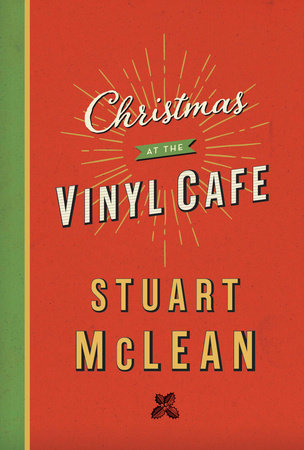 Christmas
AT THE
VINYL CAFE
STUART
McLEAN